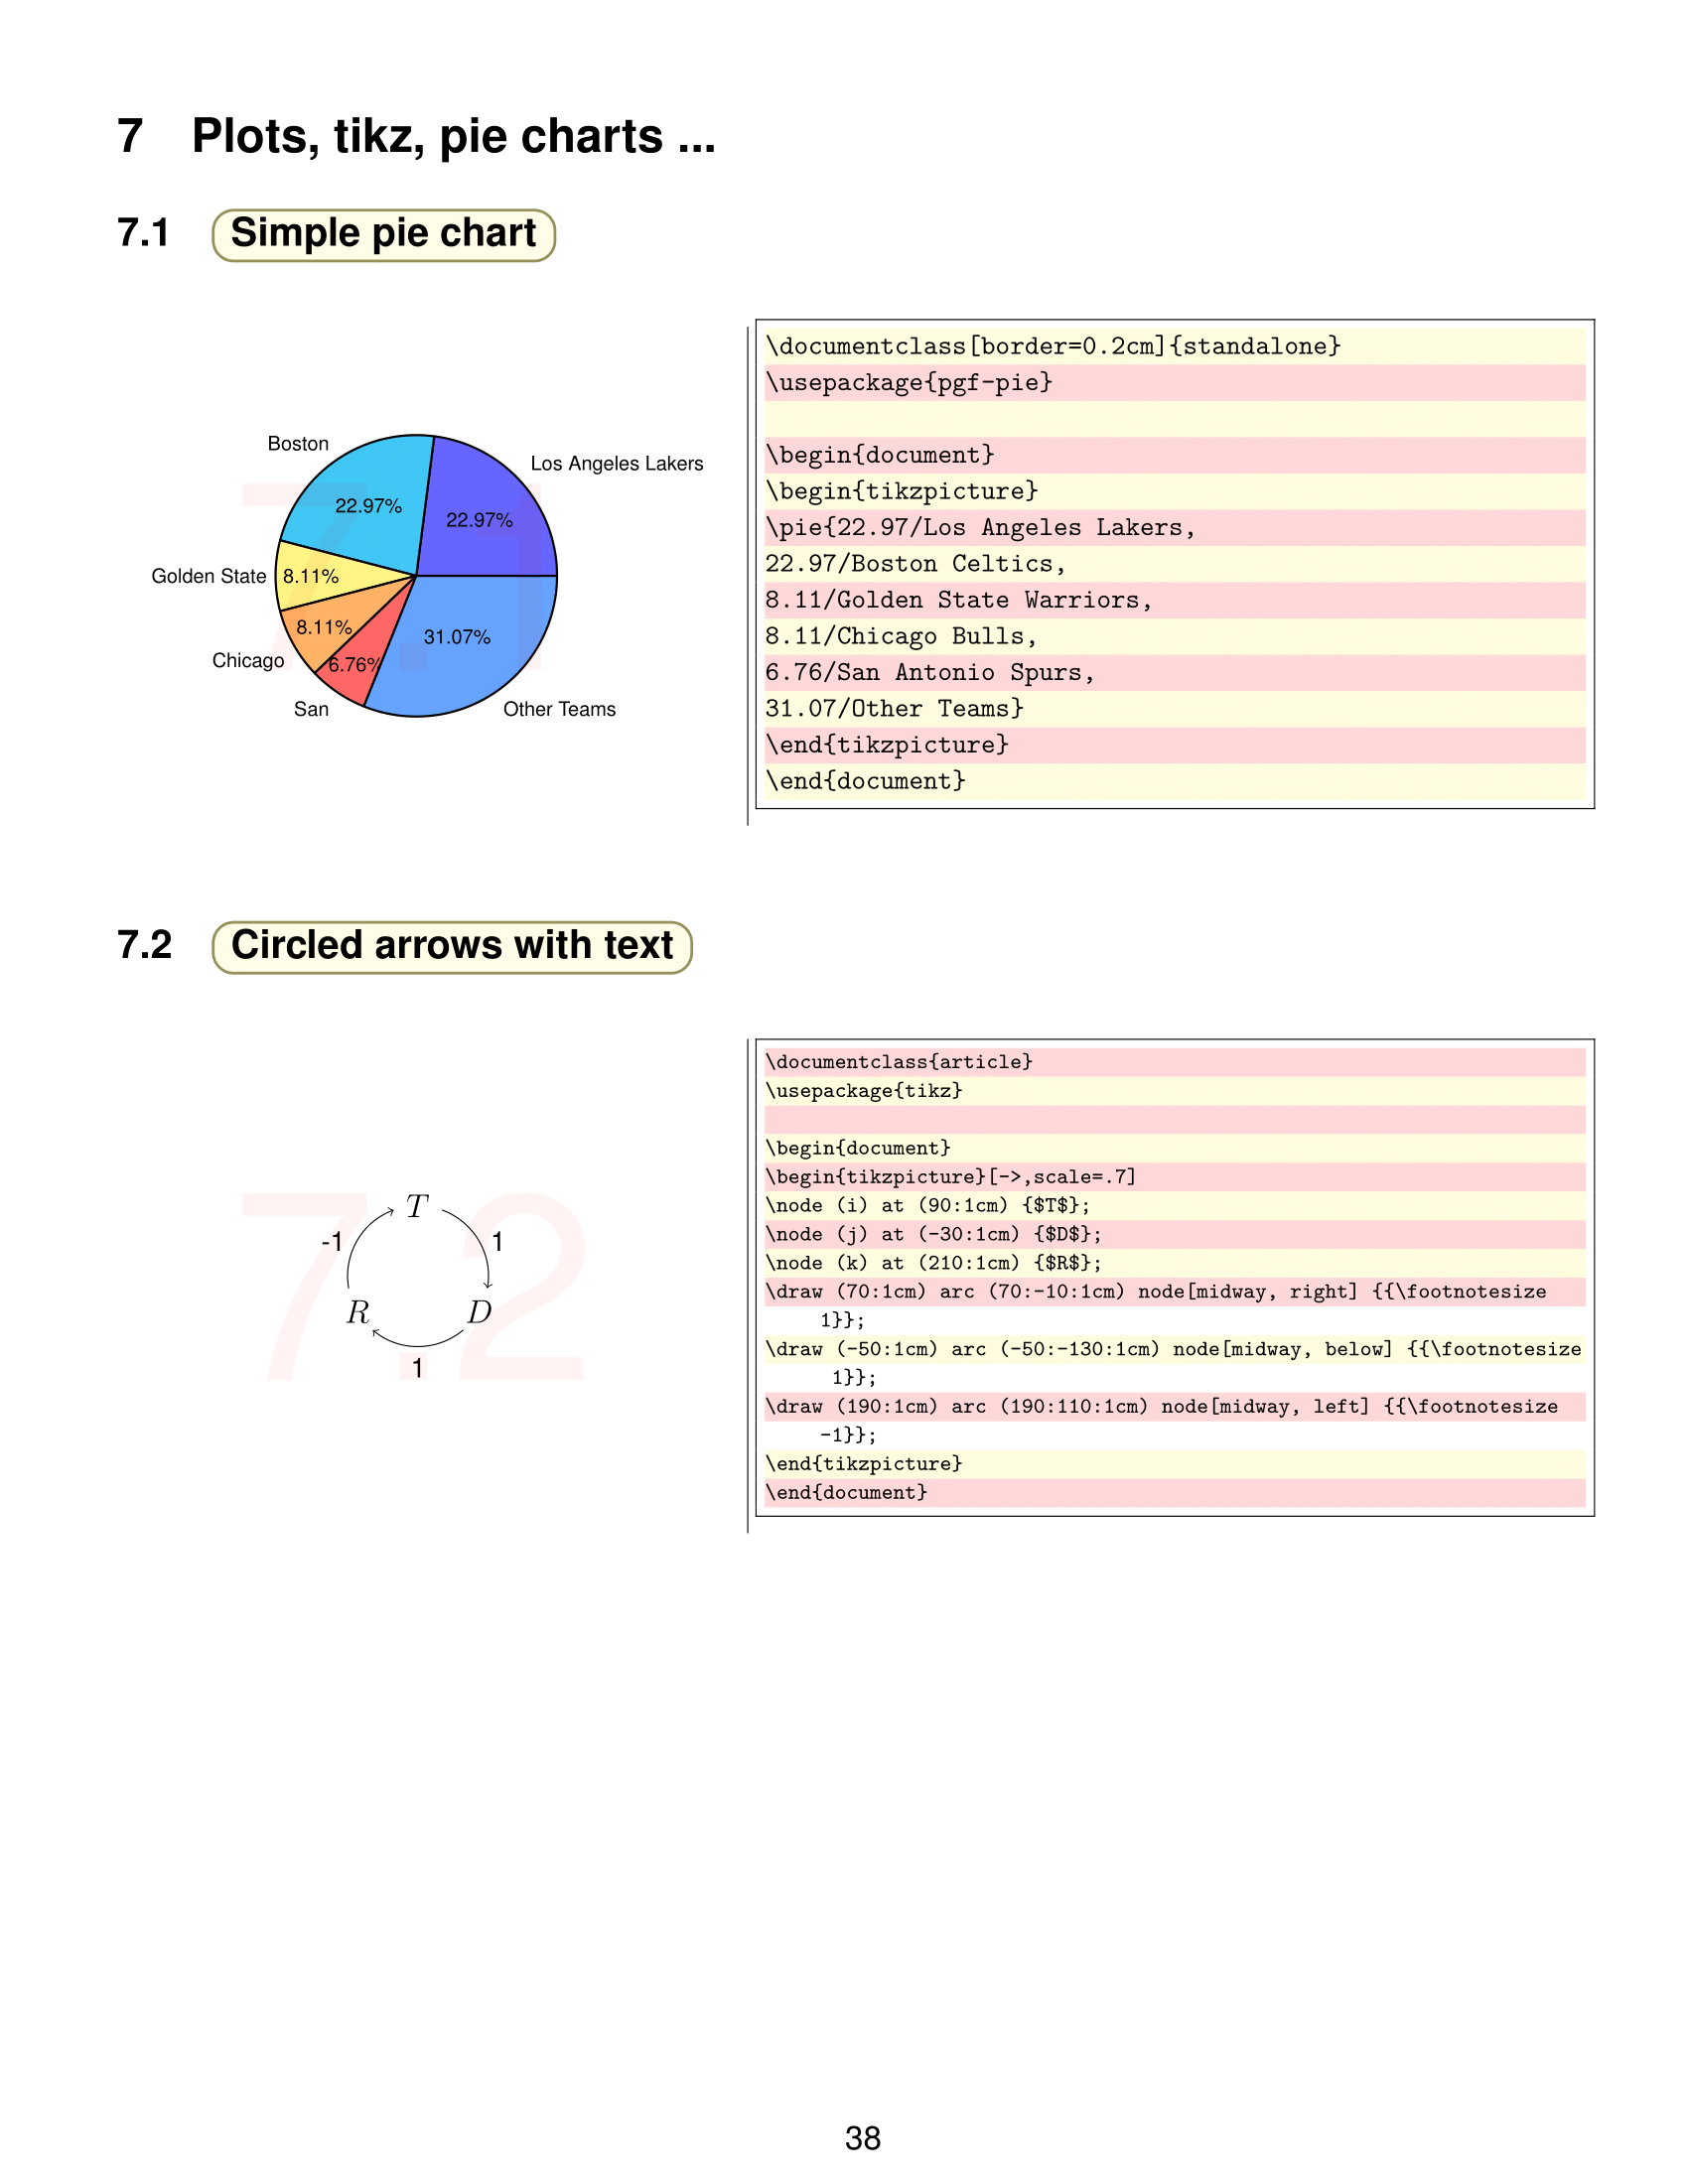 7 Plots, tikz, pie charts ...
7.1 Simple pie chart
Boston
Los Angeles Lakers
22.97%
22.97%
Golden State
8.11%
8.11%
31.07%
Chicago
6.76%
San
Other Teams
7.1
\documentclass[border=0.2cm]{standalone}
\usepackage{pgf-pie}
\begin{document}
\begin{tikzpicture}
\pie{22.97/Los Angeles Lakers,
22.97/Boston Celtics,
8.11/Golden State Warriors,
8.11/Chicago Bulls,
6.76/San Antonio Spurs,
31.07/Other Teams}
\end{tikzpicture}
\end{document}
7.2 Circled arrows with text
T
-1
1
R
D
1
7.2
\documentclass{article}
\usepackage{tikz}
\begin{document}
\begin{tikzpicture}[->,scale=.7]
\node (i) at (90:1cm) {$T$};
\node (j) at (-30:1cm) {$D$};
\node (k) at (210:1cm) {$R$};
\draw (70:1cm) arc (70:-10:1cm) node[midway, right] {{\footnotesize
1}};
\draw (-50:1cm) arc (-50:-130:1cm) node[midway, below] {{\footnotesize
1}};
\draw (190:1cm) arc (190:110:1cm) node[midway, left] {{\footnotesize
-1}};
\end{tikzpicture}
\end{document}
38